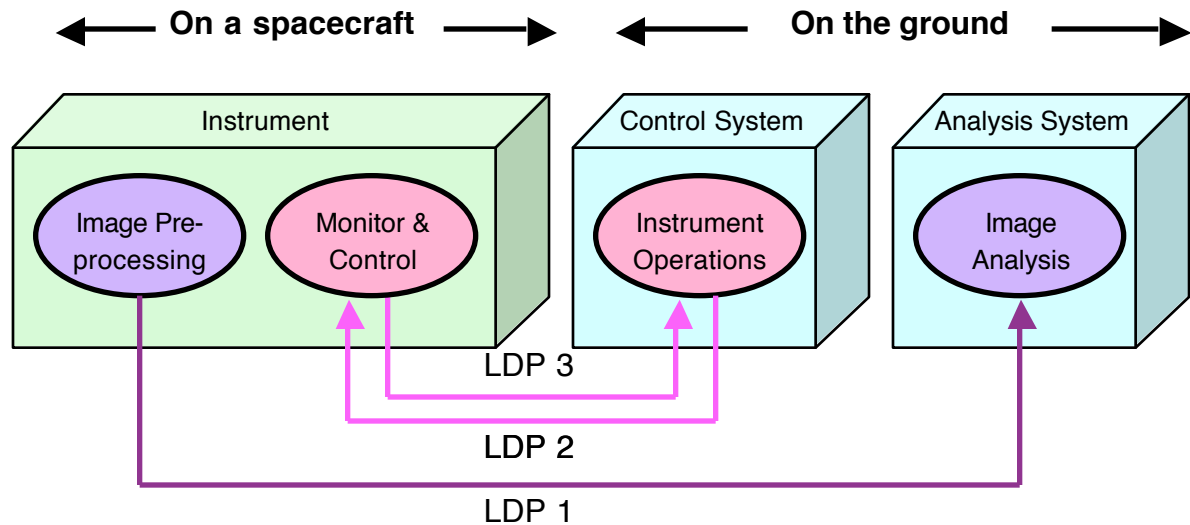 On a spacecraft
On the ground
Instrument
Control System
Analysis System
Image Pre-
processing
Monitor &
Control
Instrument
Operations
Image
Analysis
LDP 3
LDP 2
LDP 1